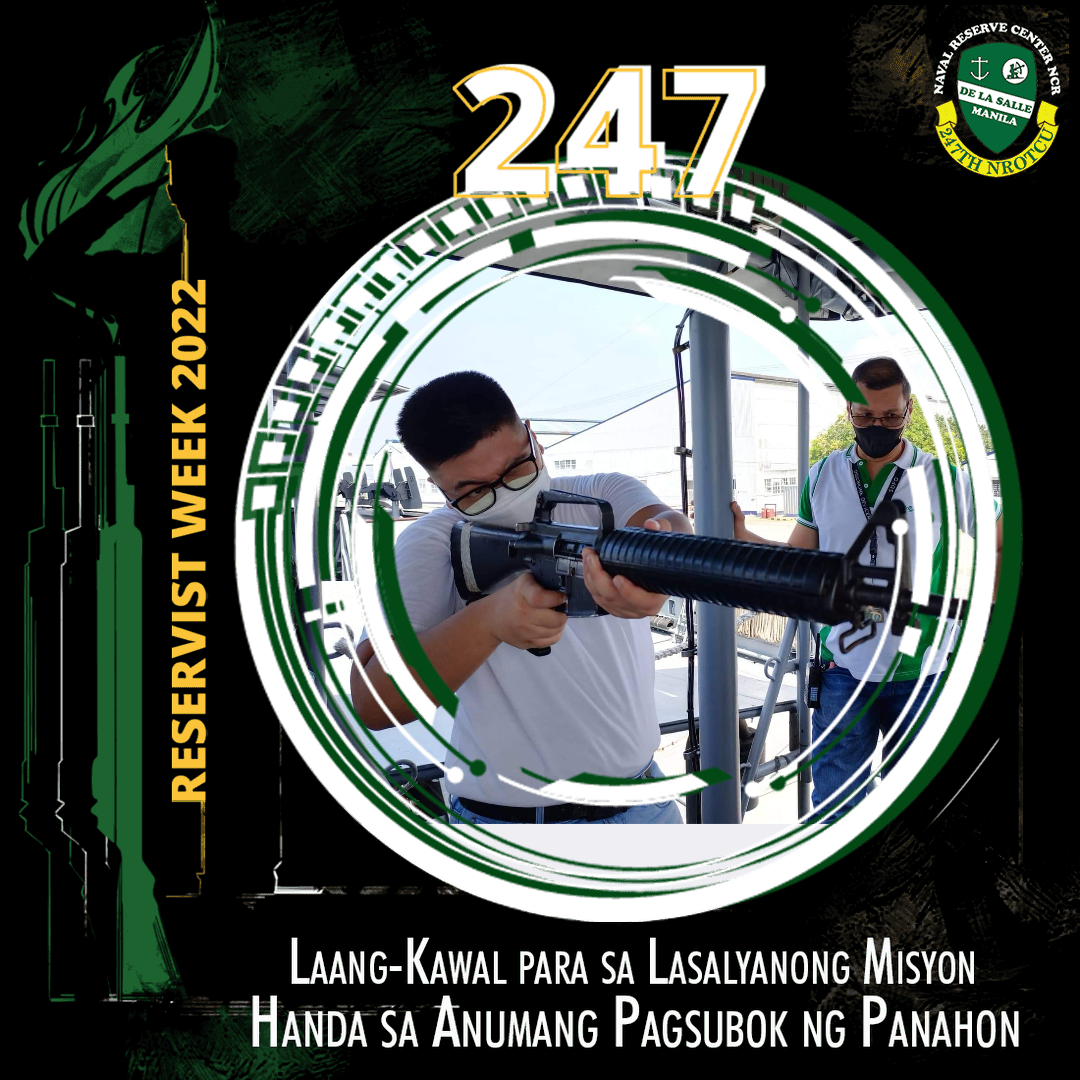 247
NAVAL RESERVE CENTER NCR
DE LA SALLE
MANILA
247TH NROTCU
RESERVIST WEEK 2022
LAANG-KAWAL PARA SA LASALYANONG MISYON
HANDA SA ANUMANG PAGSUBOK NG PANAHON